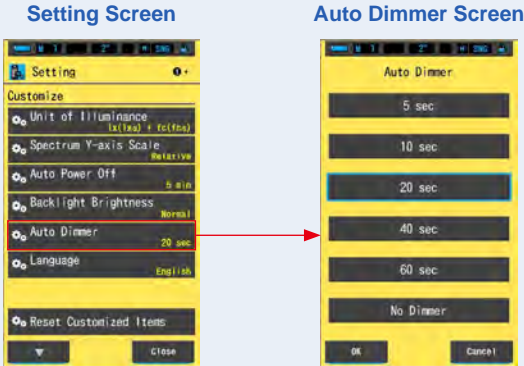 Setting Screen
Auto Dimmer Screen
Setting
Customize
Unit of Illuminance
lx(lxs) + fc(fcs)
Spectrum Y-axis Scale
Relative
Auto Power Off
5 min
Backlight Brightness
Normal
Auto Dimmer
20 sec
Language
English
Reset Customized Items
▼
Close
Auto Dimmer
5 sec
10 sec
20 sec
40 sec
60 sec
No Dimmer
OK
Cancel